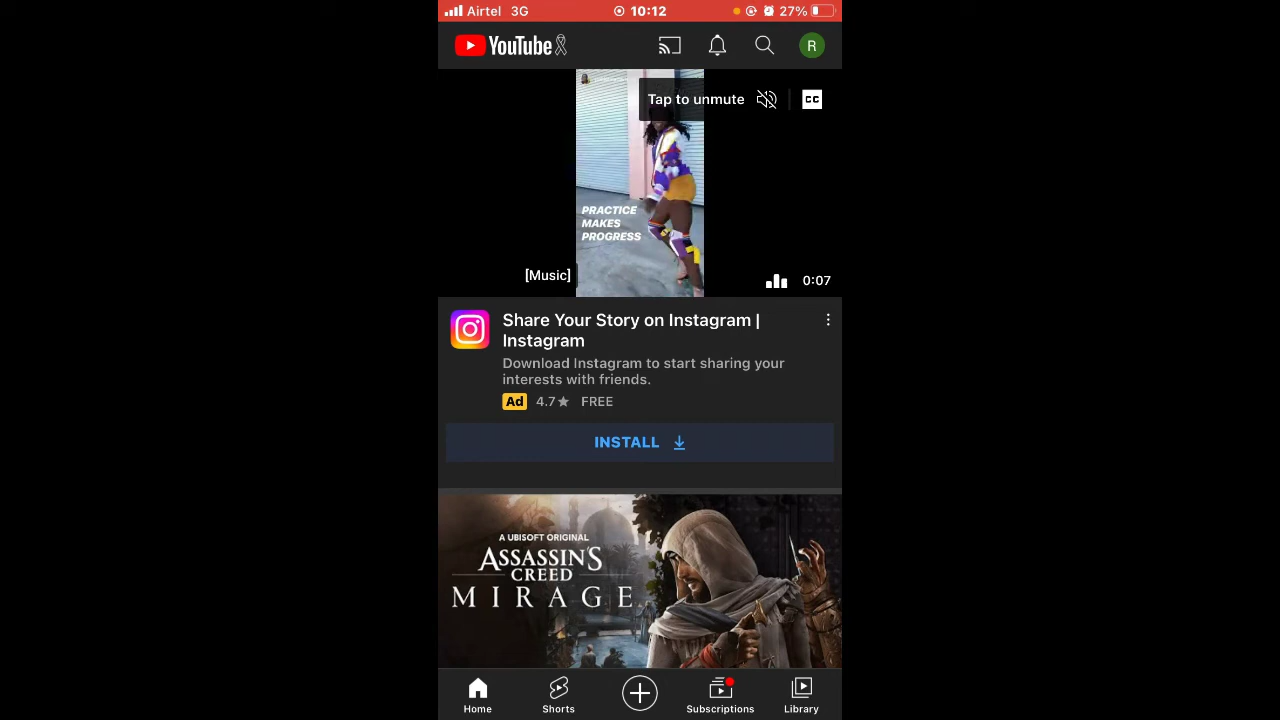 Airtel 3G 10:12 27%
YouTube R
Tap to unmute CC
PRACTICE
MAKES
PROGRESS
[Music] 0:07
Share Your Story on Instagram |
Instagram
Download Instagram to start sharing your
interests with friends.
Ad 4.7★ FREE
INSTALL
A UBISOFT ORIGINAL
ASSASSIN'S
CREED
MIRAGE
Home Shorts Subscriptions Library